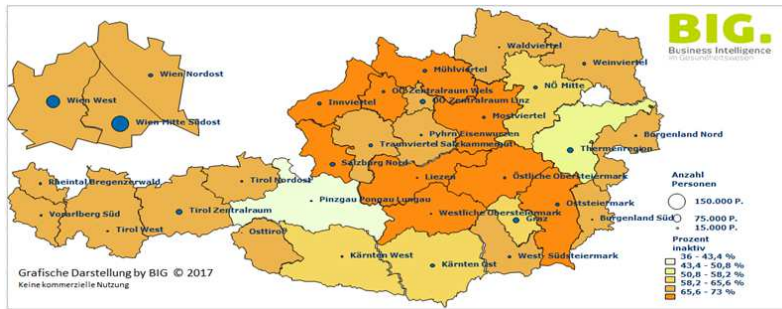 BIG.
Business Intelligence
im Gesundheitswesen
Waldviertel
Weinviertel
Wien Nordost
Mühlviertel
Wien West
OÖ Zentralraum Wels
NÖ Mitte
Innviertel
OÖ Zentralraum Linz
Mostviertel
Wien Mitte Südost
Pyhrn Eisenwurzen
Burgenland Nord
Traunviertel Salzkammergut
Thermenregion
Salzburg Nord
Rheintal Bregenzerwald
Tirol Nordost
Liezen
Östliche Obersteiermark
Pinzgau Pongau Lungau
Vorarlberg Süd
Tirol Zentralraum
Westliche Obersteiermark
Oststeiermark
Graz
Burgenland Süd
Tirol West
Osttirol
Kärnten West
West- Südsteiermark
Kärnten Ost
Anzahl
Personen
150.000 P.
75.000 P.
15.000 P.
Prozent
inaktiv
36 - 43,4 %
43,4 - 50,8 %
50,8 - 58,2 %
58,2 - 65,6 %
65,6 - 73 %
Grafische Darstellung by BIG © 2017
Keine kommerzielle Nutzung